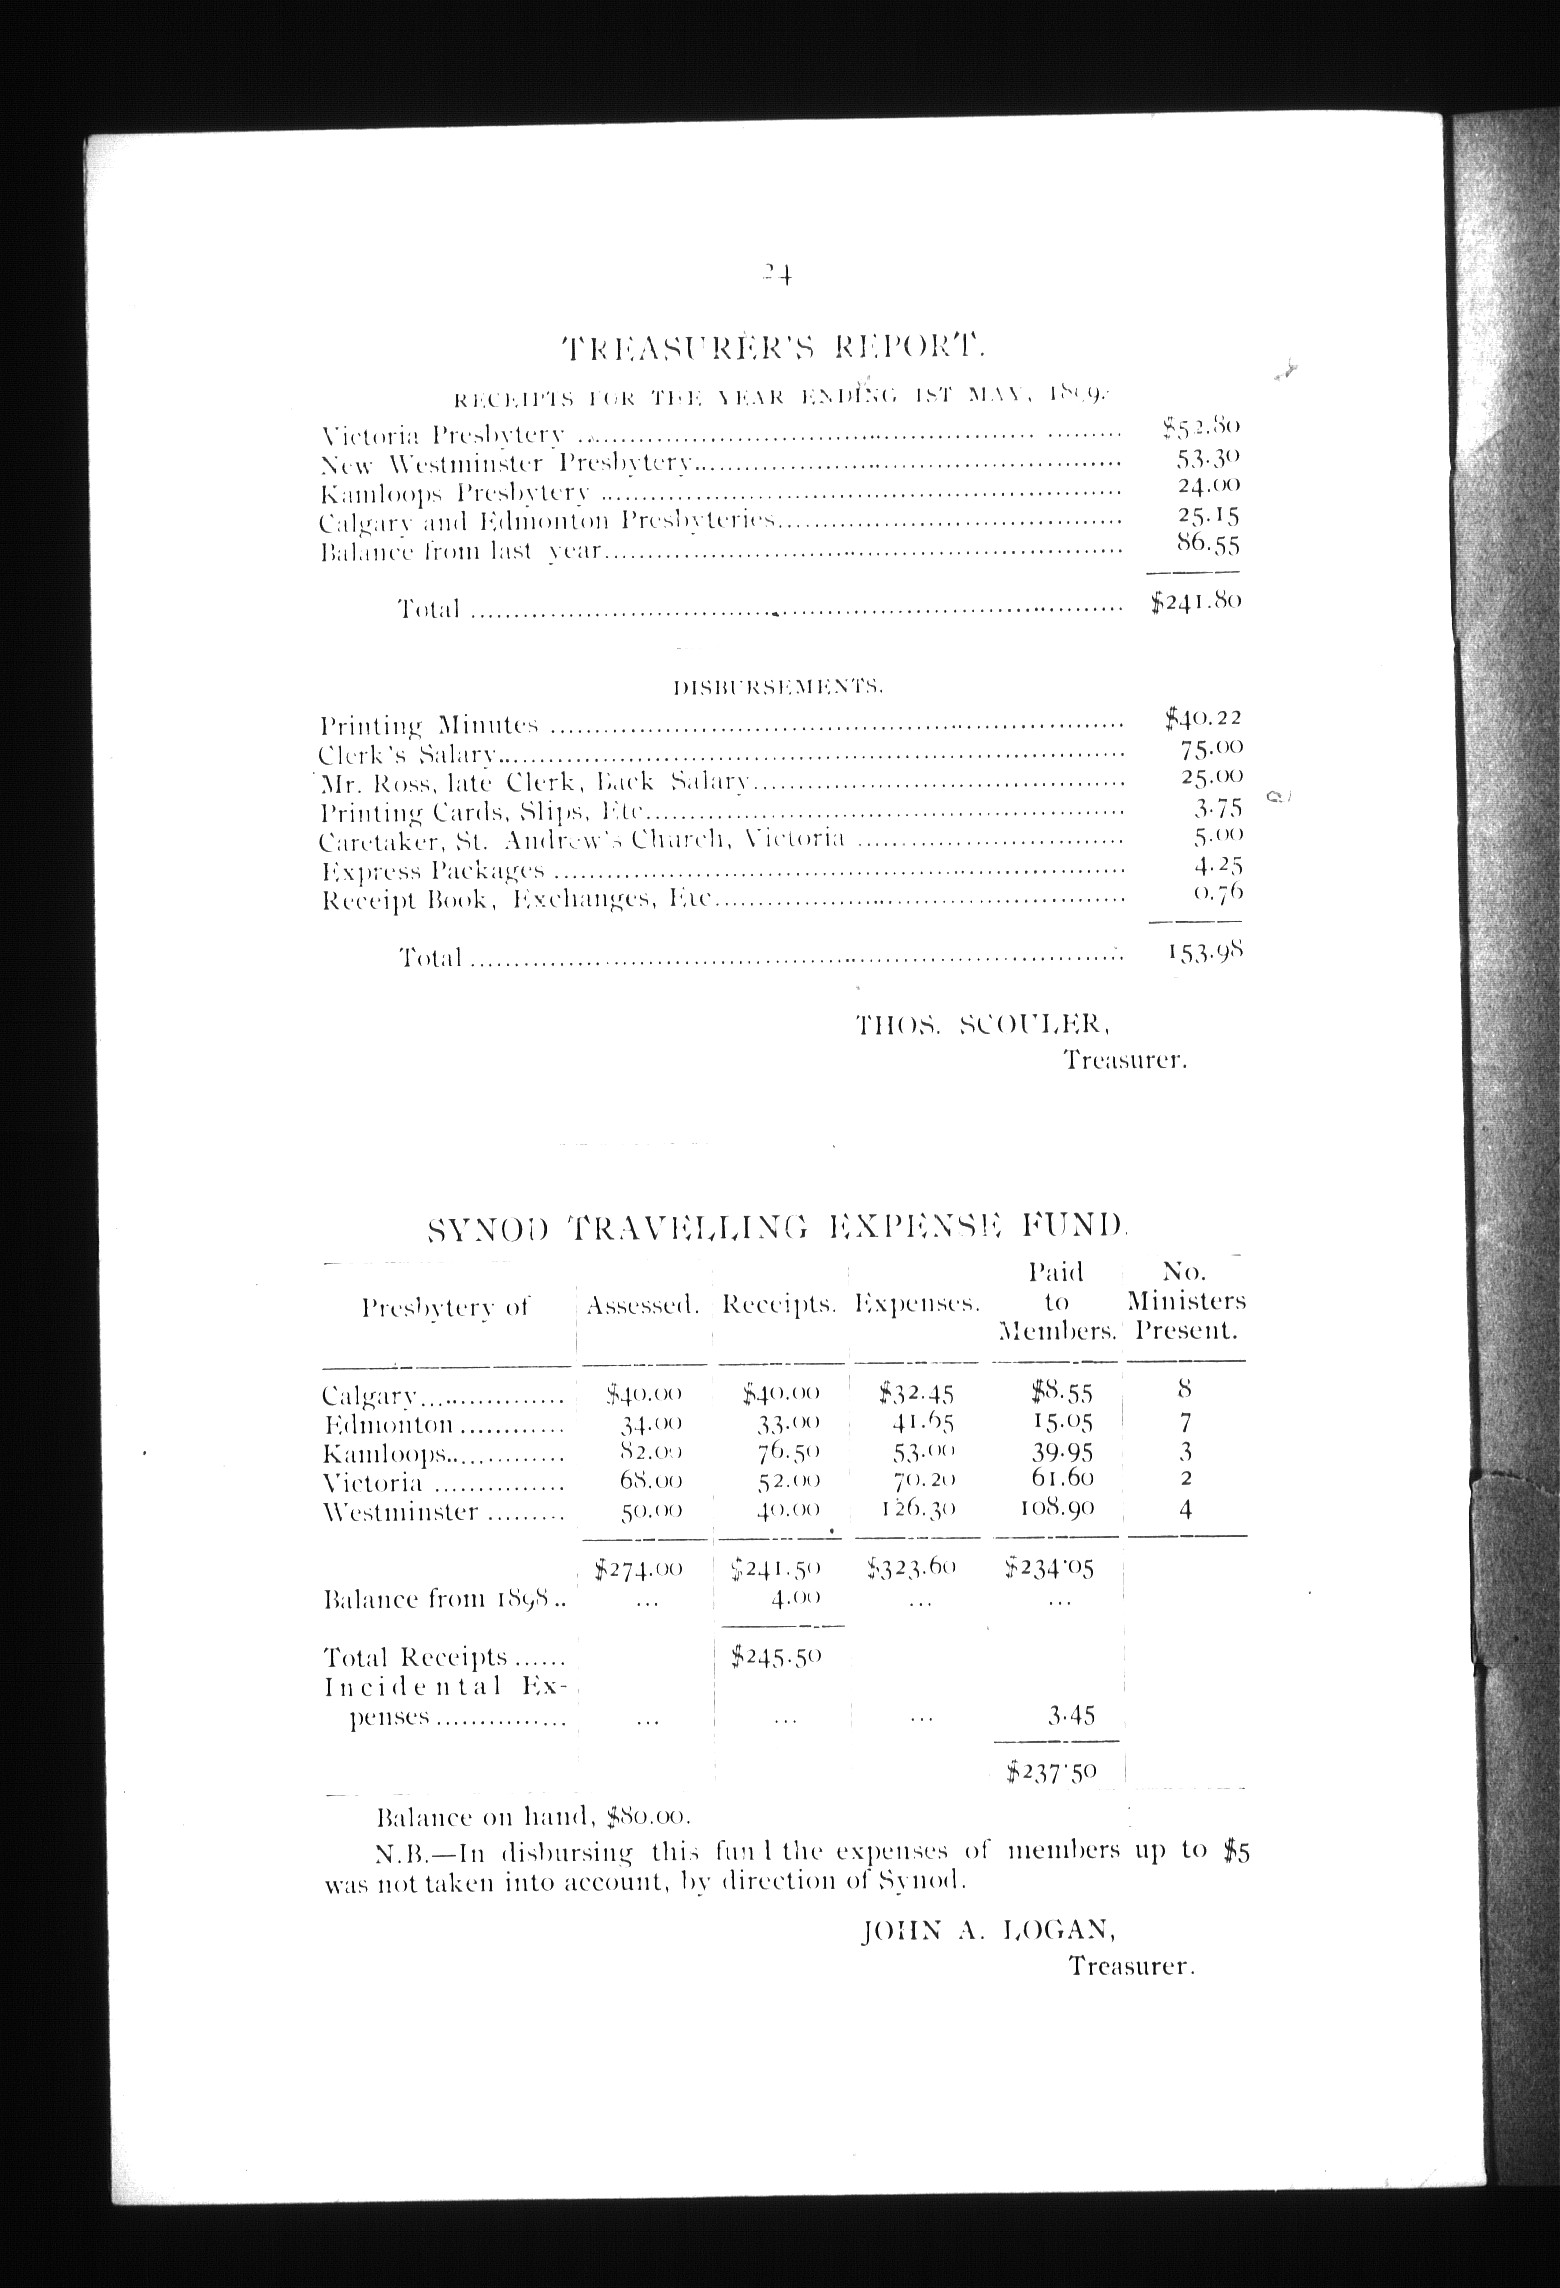 24
TREASURER'S REPORT.
RECEIPTS FOR THE YEAR ENDING 1ST MAY, 1899.
Victoria Presbytery ........ $52.80
New Westminster Presbytery........ 53.30
Kamloops Presbytery ........ 24.00
Calgary and Edmonton Presbyteries........ 25.15
Balance from last year........ 86.55
Total ........ $241.80
DISBURSEMENTS.
Printing Minutes ........ $40.22
Clerk's Salary........ 75.00
Mr. Ross, late Clerk, Back Salary........ 25.00
Printing Cards, Slips, Etc........ 3.75
Caretaker, St. Andrew's Church, Victoria ........ 5.00
Express Packages ........ 4.25
Receipt Book, Exchanges, Etc........ 0.76
Total ........ 153.98
THOS. SCOULER,
Treasurer.
SYNOD TRAVELLING EXPENSE FUND.
Presbytery of Assessed. Receipts. Expenses. Paid to Members. No. Ministers Present.
Calgary........ $40.00 $40.00 $32.45 $8.55 8
Edmonton........ 34.00 33.00 41.65 15.05 7
Kamloops........ 82.00 76.50 53.00 39.95 3
Victoria ........ 68.00 52.00 70.20 61.60 2
Westminster ........ 50.00 40.00 126.30 108.90 4
$274.00 $241.50 $323.60 $234.05
Balance from 1898.. ... 4.00 ... ...
Total Receipts...... $245.50
Incidental Ex-
penses........ ... ... ... 3.45
$237.50
Balance on hand, $80.00.
N.B.—In disbursing this fund the expenses of members up to $5
was not taken into account, by direction of Synod.
JOHN A. LOGAN,
Treasurer.